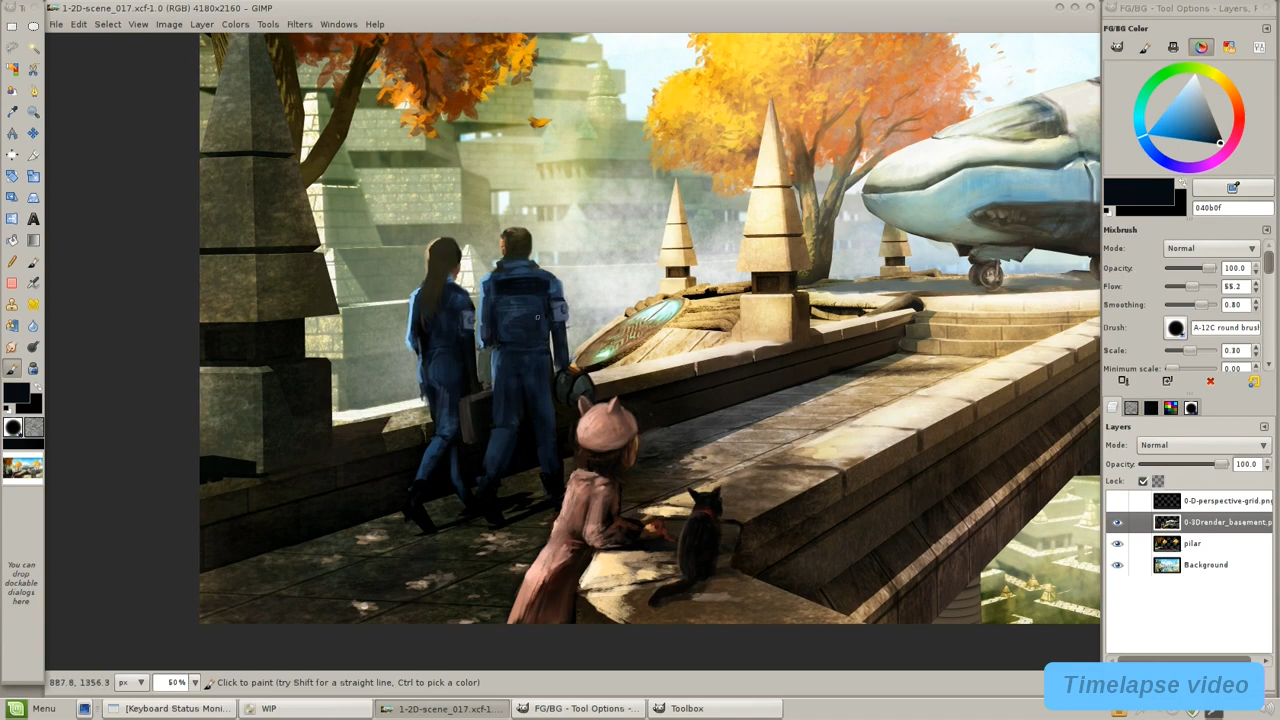 1-2D-scene_017.xcf-1.0 (RGB) 4180x2160 – GIMP
FG/BG - Tool Options - Layers,
File Edit Select View Image Layer Colors Tools Filters Windows Help
FG/BG Color
040b0f
Mixbrush
Mode: Normal
Opacity: 100.0
Flow: 55.2
Smoothing: 0.80
Brush: A-12C round brush
Scale: 0.30
Minimum scale: 0.00
Layers
Mode: Normal
Opacity: 100.0
Lock:
0-D-perspective-grid.png
0-3Drender_basement.p
pilar
Background
You can
drop
dockable
dialogs
here
887.8, 1356.3 px 50% Click to paint (try Shift for a straight line, Ctrl to pick a color)
Timelapse video
Menu [Keyboard Status Moni... WIP 1-2D-scene_017.xcf-1.0.... FG/BG - Tool Options -... Toolbox